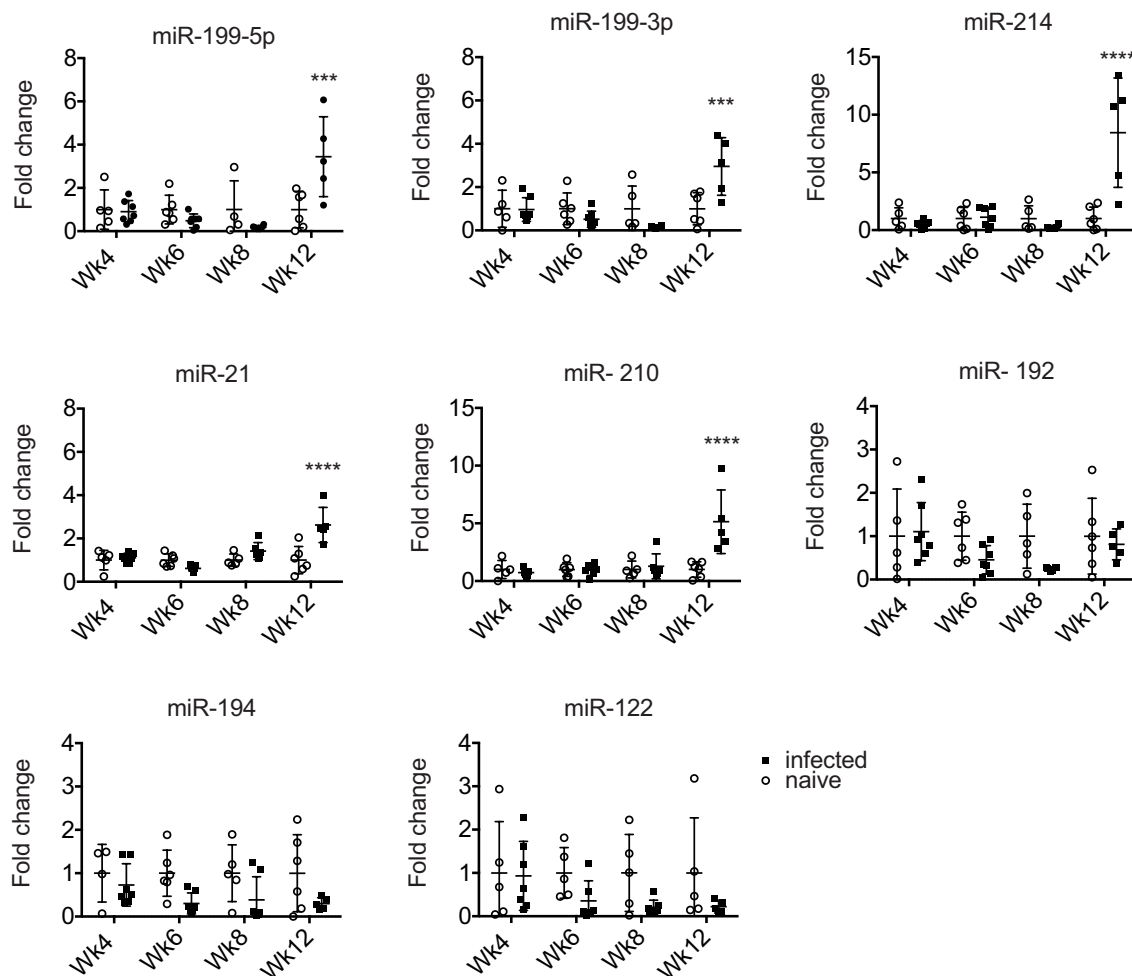 miR-199-5p
Fold change
8
6
4
2
0
***
Wk4
Wk6
Wk8
Wk12
miR-199-3p
Fold change
8
6
4
2
0
***
Wk4
Wk6
Wk8
Wk12
miR-214
Fold change
15
10
5
0
****
Wk4
Wk6
Wk8
Wk12
miR-21
Fold change
8
6
4
2
0
****
Wk4
Wk6
Wk8
Wk12
miR- 210
Fold change
15
10
5
0
****
Wk4
Wk6
Wk8
Wk12
miR- 192
Fold change
4
3
2
1
0
Wk4
Wk6
Wk8
Wk12
miR-194
Fold change
4
3
2
1
0
Wk4
Wk6
Wk8
Wk12
miR-122
Fold change
4
3
2
1
0
Wk4
Wk6
Wk8
Wk12
infected
naive